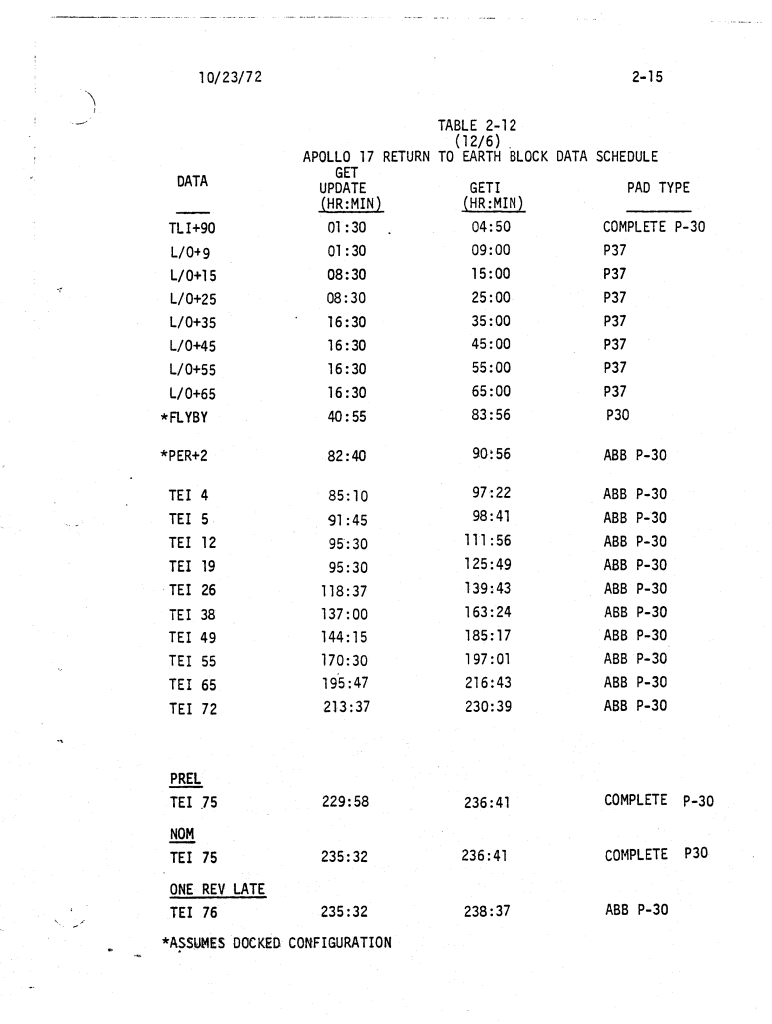 10/23/72 2-15
TABLE 2-12
(12/6)
APOLLO 17 RETURN TO EARTH BLOCK DATA SCHEDULE
GET
DATA UPDATE GETI PAD TYPE
(HR:MIN) (HR:MIN)
TLI+90 01:30 04:50 COMPLETE P-30
L/O+9 01:30 09:00 P37
L/O+15 08:30 15:00 P37
L/O+25 08:30 25:00 P37
L/O+35 16:30 35:00 P37
L/O+45 16:30 45:00 P37
L/O+55 16:30 55:00 P37
L/O+65 16:30 65:00 P37
*FLYBY 40:55 83:56 P30
*PER+2 82:40 90:56 ABB P-30
TEI 4 85:10 97:22 ABB P-30
TEI 5 91:45 98:41 ABB P-30
TEI 12 95:30 111:56 ABB P-30
TEI 19 95:30 125:49 ABB P-30
TEI 26 118:37 139:43 ABB P-30
TEI 38 137:00 163:24 ABB P-30
TEI 49 144:15 185:17 ABB P-30
TEI 55 170:30 197:01 ABB P-30
TEI 65 195:47 216:43 ABB P-30
TEI 72 213:37 230:39 ABB P-30
PREL
TEI 75 229:58 236:41 COMPLETE P-30
NOM
TEI 75 235:32 236:41 COMPLETE P30
ONE REV LATE
TEI 76 235:32 238:37 ABB P-30
*ASSUMES DOCKED CONFIGURATION